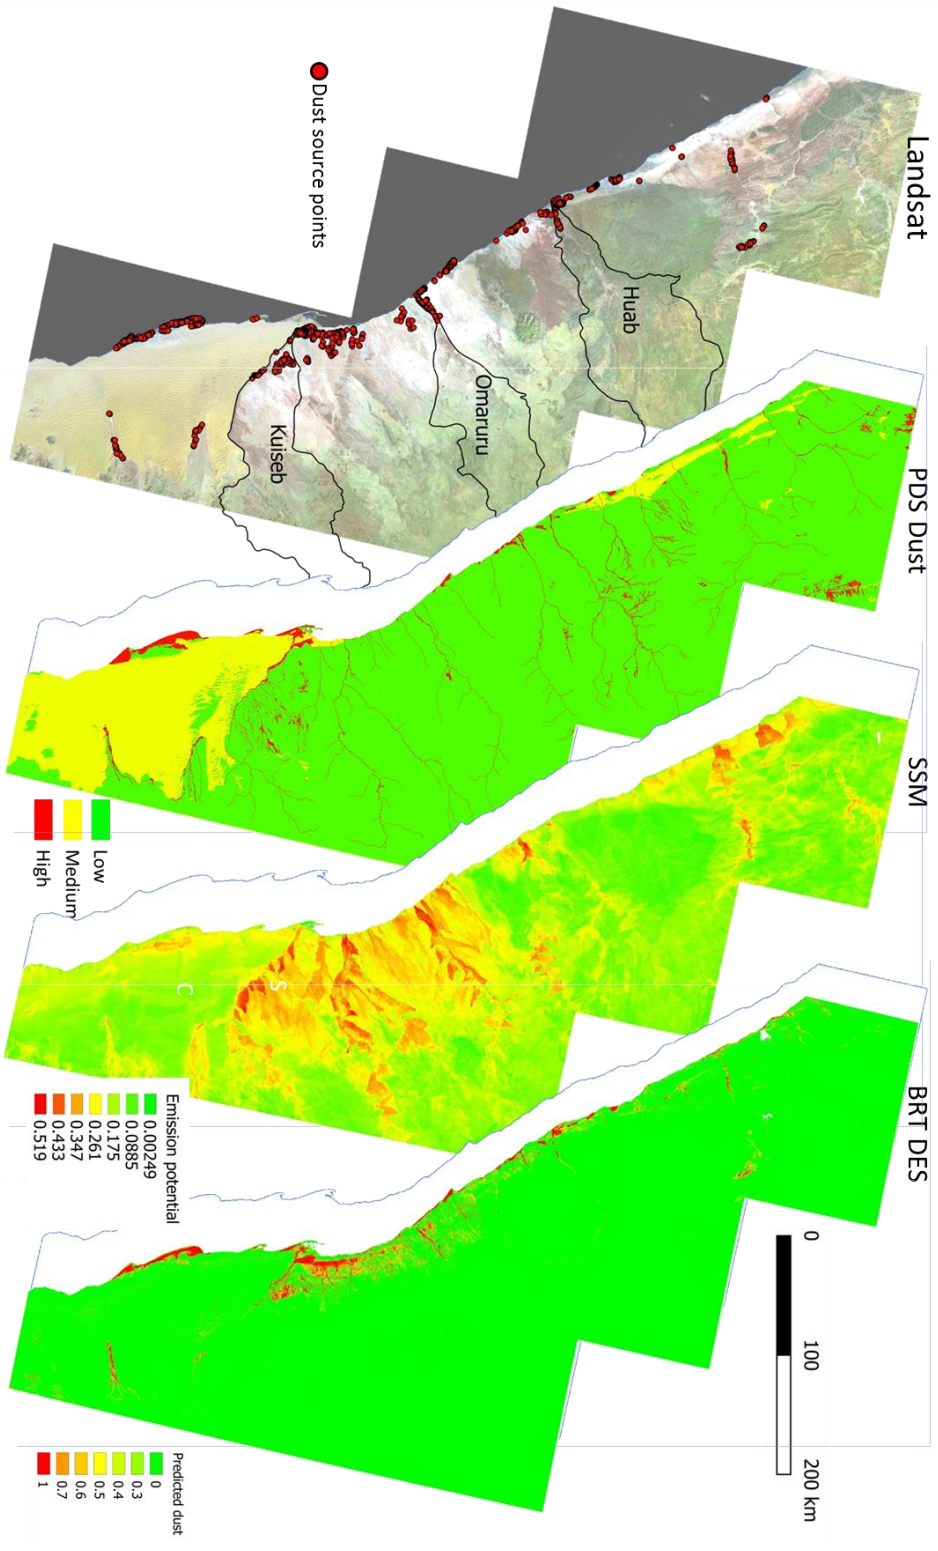 Landsat
PDS Dust
SSM
BRT DES
Dust source points
Huab
Omaruru
Kuiseb
Low
Medium
High
S
C
Emission potential
0.00249
0.0885
0.175
0.261
0.347
0.433
0.519
0
100
200 km
Predicted dust
0
0.3
0.4
0.5
0.6
0.7
1